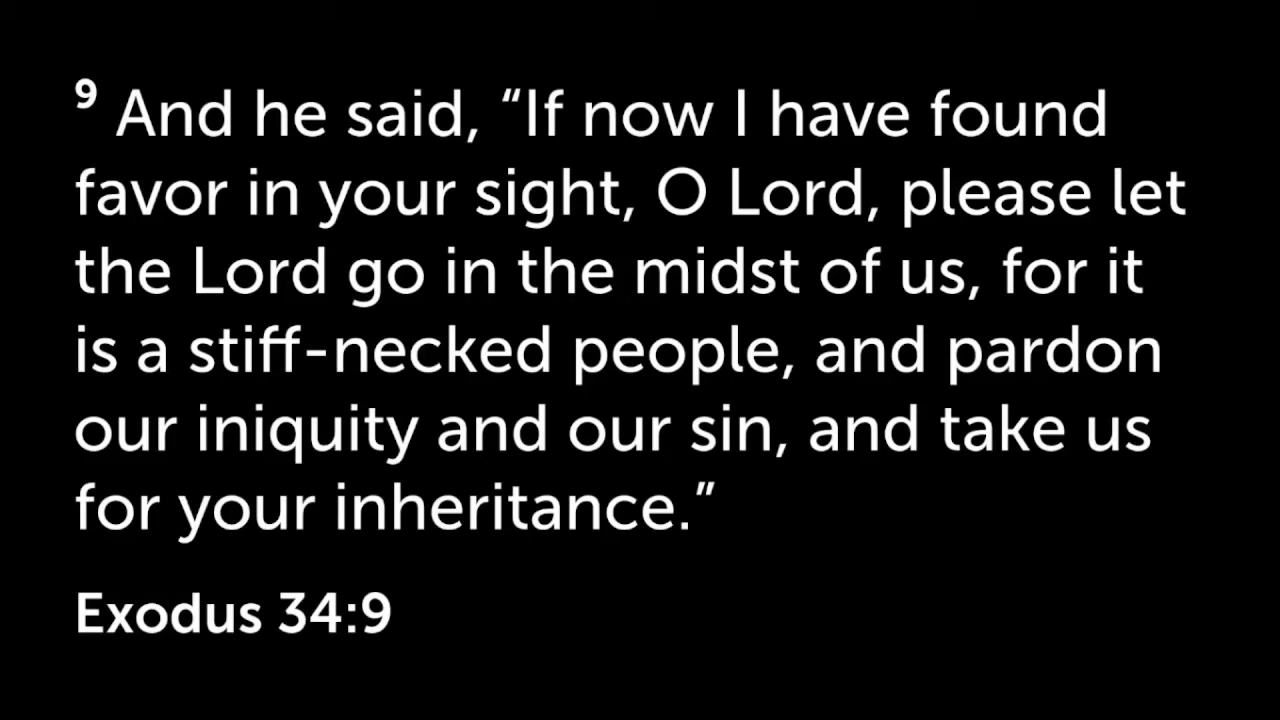 9 And he said, “If now I have found
favor in your sight, O Lord, please let
the Lord go in the midst of us, for it
is a stiff-necked people, and pardon
our iniquity and our sin, and take us
for your inheritance.”
Exodus 34:9